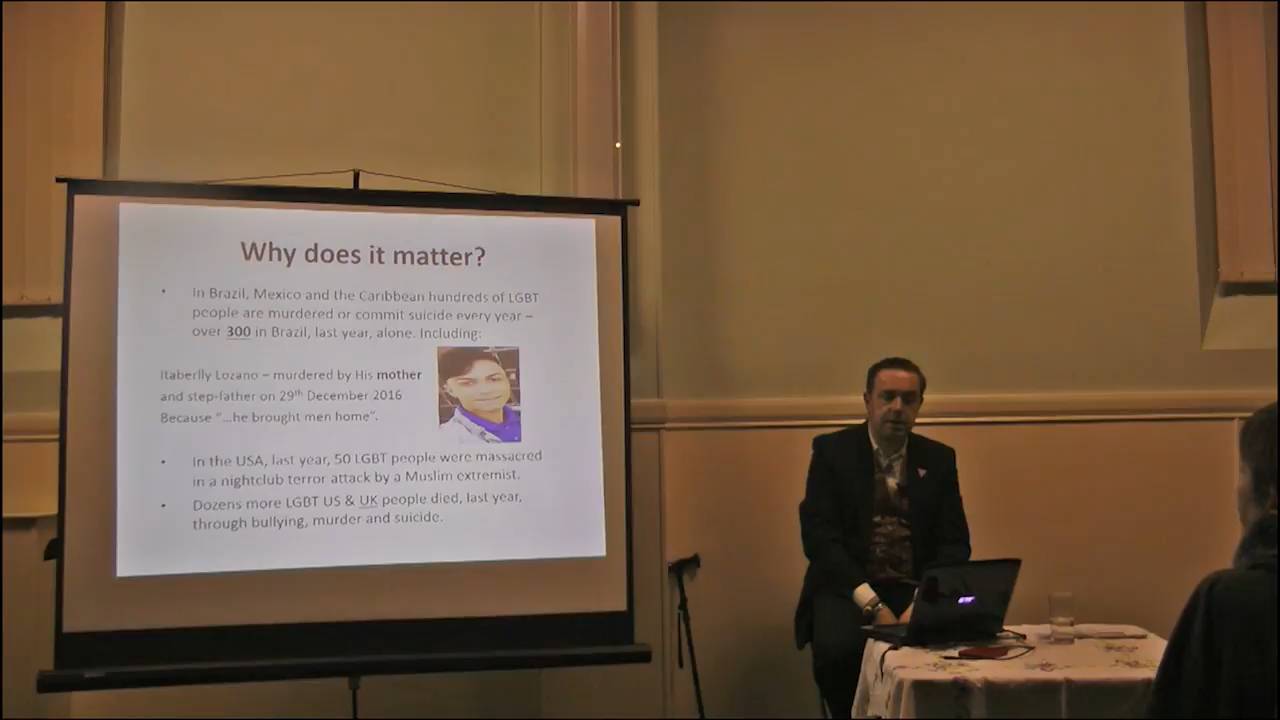 Why does it matter?
• In Brazil, Mexico and the Caribbean hundreds of LGBT
people are murdered or commit suicide every year –
over 300 in Brazil, last year, alone. Including:
Itaberlly Lozano – murdered by His mother
and step-father on 29th December 2016
Because “...he brought men home”.
• In the USA, last year, 50 LGBT people were massacred
in a nightclub terror attack by a Muslim extremist.
• Dozens more LGBT US & UK people died, last year,
through bullying, murder and suicide.